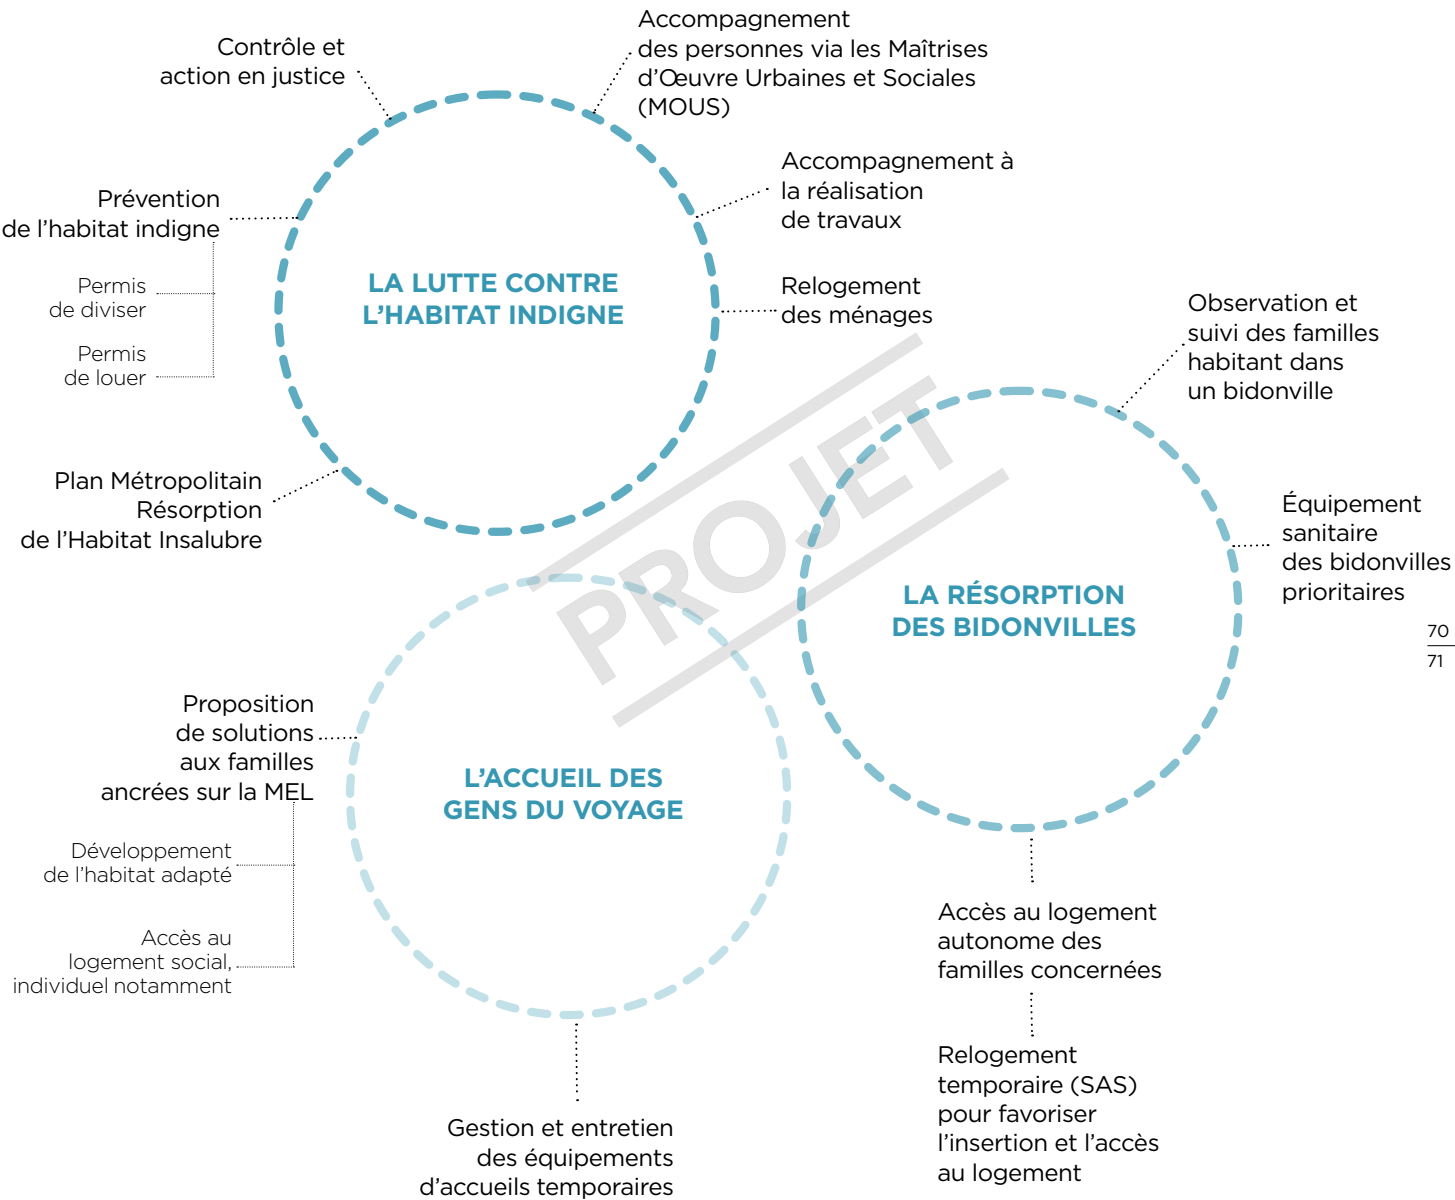 Accompagnement
des personnes via les Maîtrises
d'Œuvre Urbaines et Sociales
(MOUS)
Contrôle et
action en justice
Accompagnement à
la réalisation
de travaux
Prévention
de l'habitat indigne
Permis
de diviser
Permis
de louer
LA LUTTE CONTRE
L'HABITAT INDIGNE
Relogement
des ménages
Plan Métropolitain
Résorption
de l'Habitat Insalubre
Observation et
suivi des familles
habitant dans
un bidonville
Équipement
sanitaire
des bidonvilles
prioritaires
LA RÉSORPTION
DES BIDONVILLES
PROJET
70
71
Proposition
de solutions
aux familles
ancrées sur la MEL
Développement
de l'habitat adapté
Accès au
logement social,
individuel notamment
L'ACCUEIL DES
GENS DU VOYAGE
Accès au logement
autonome des
familles concernées
Relogement
temporaire (SAS)
pour favoriser
l'insertion et l'accès
au logement
Gestion et entretien
des équipements
d'accueils temporaires